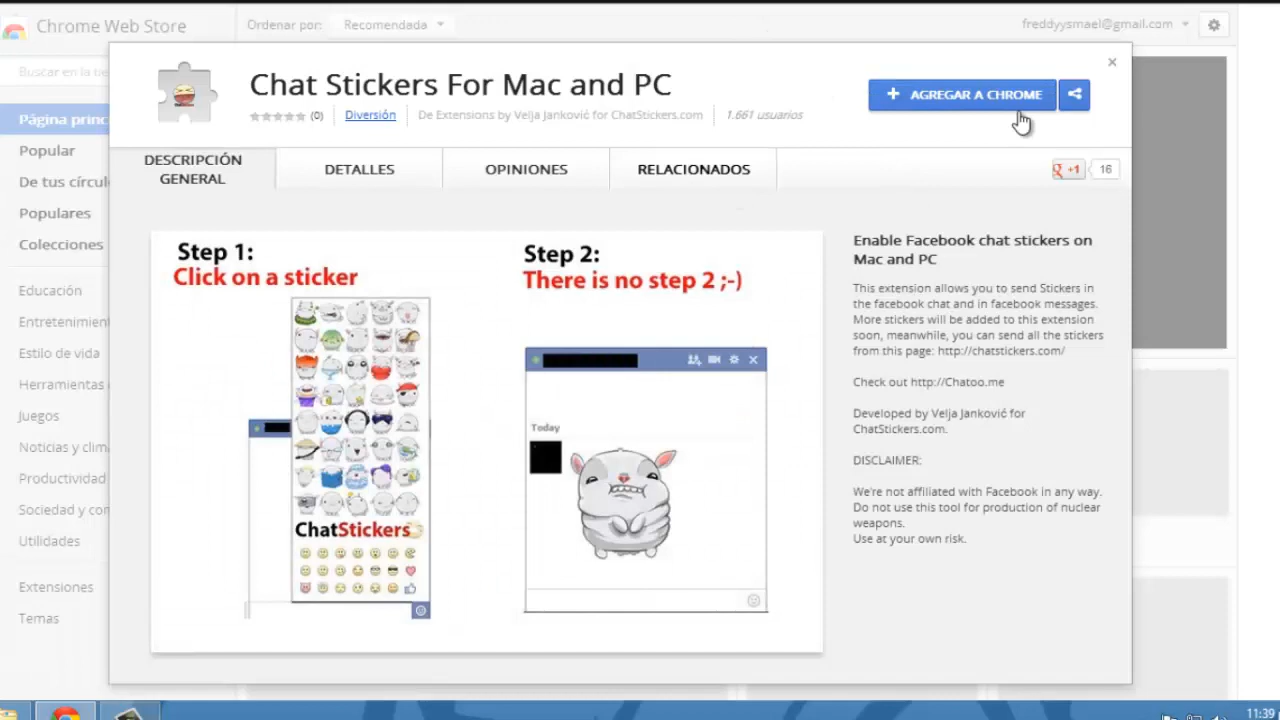 Chrome Web Store
Ordenar por:
Recomendada
freddyysmael@gmail.com
Buscar en la
Página princ
Popular
De tus círcul
Populares
Colecciones
Educación
Entretenimient
Estilo de vida
Herramientas
Juegos
Noticias y clima
Productividad
Sociedad y con
Utilidades
Extensiones
Temas
Chat Stickers For Mac and PC
(0)
Diversión
De Extensions by Velja Janković for ChatStickers.com
1.661 usuarios
AGREGAR A CHROME
DESCRIPCIÓN
GENERAL
DETALLES
OPINIONES
RELACIONADOS
+1
16
Step 1:
Click on a sticker
ChatStickers
Step 2:
There is no step 2 ;-)
Today
Enable Facebook chat stickers on
Mac and PC
This extension allows you to send Stickers in
the facebook chat and in facebook messages.
More stickers will be added to this extension
soon, meanwhile, you can send all the stickers
from this page: http://chatstickers.com/
Check out http://Chatoo.me
Developed by Velja Janković for
ChatStickers.com.
DISCLAIMER:
We're not affiliated with Facebook in any way.
Do not use this tool for production of nuclear
weapons.
Use at your own risk.
11:39